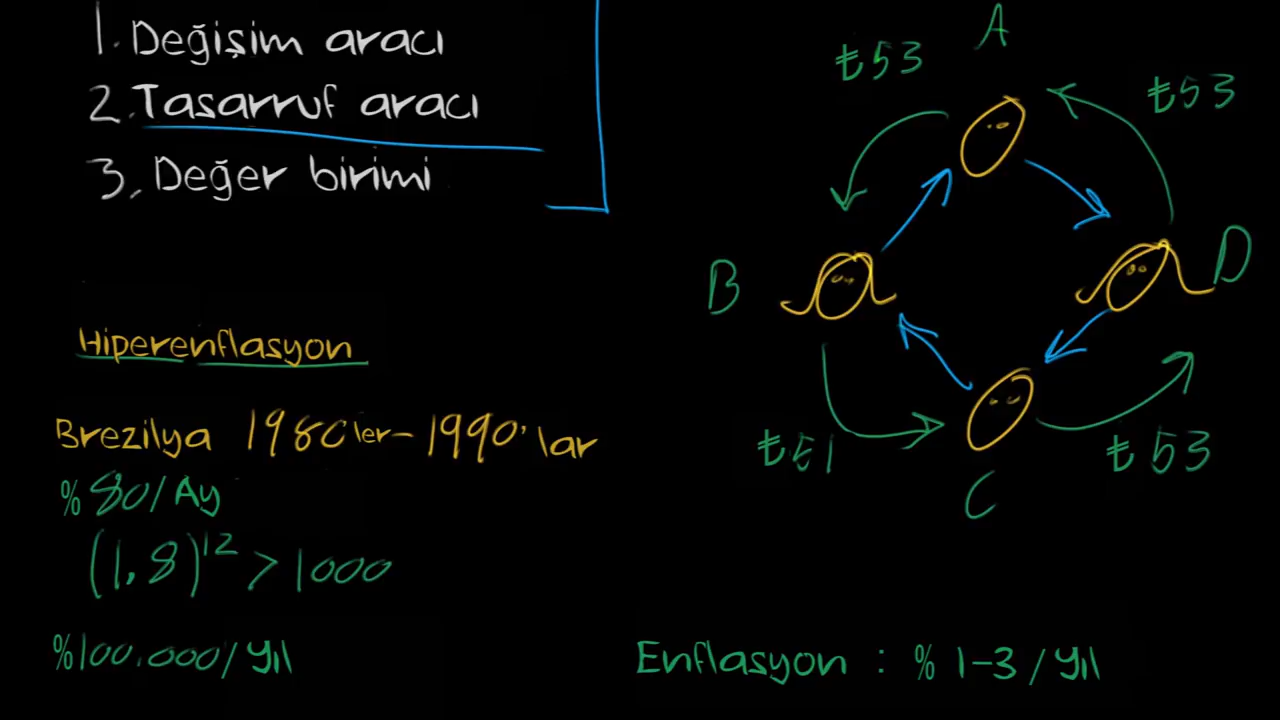 1. Değişim aracı
2. Tasarruf aracı
3. Değer birimi
Hiperenflasyon
Brezilya 1980'ler - 1990'lar
%80/Ay
(1,8)^12 > 1000
%100.000/yıl
A
₺53
₺53
B
D
₺51
₺53
C
Enflasyon : % 1-3/yıl